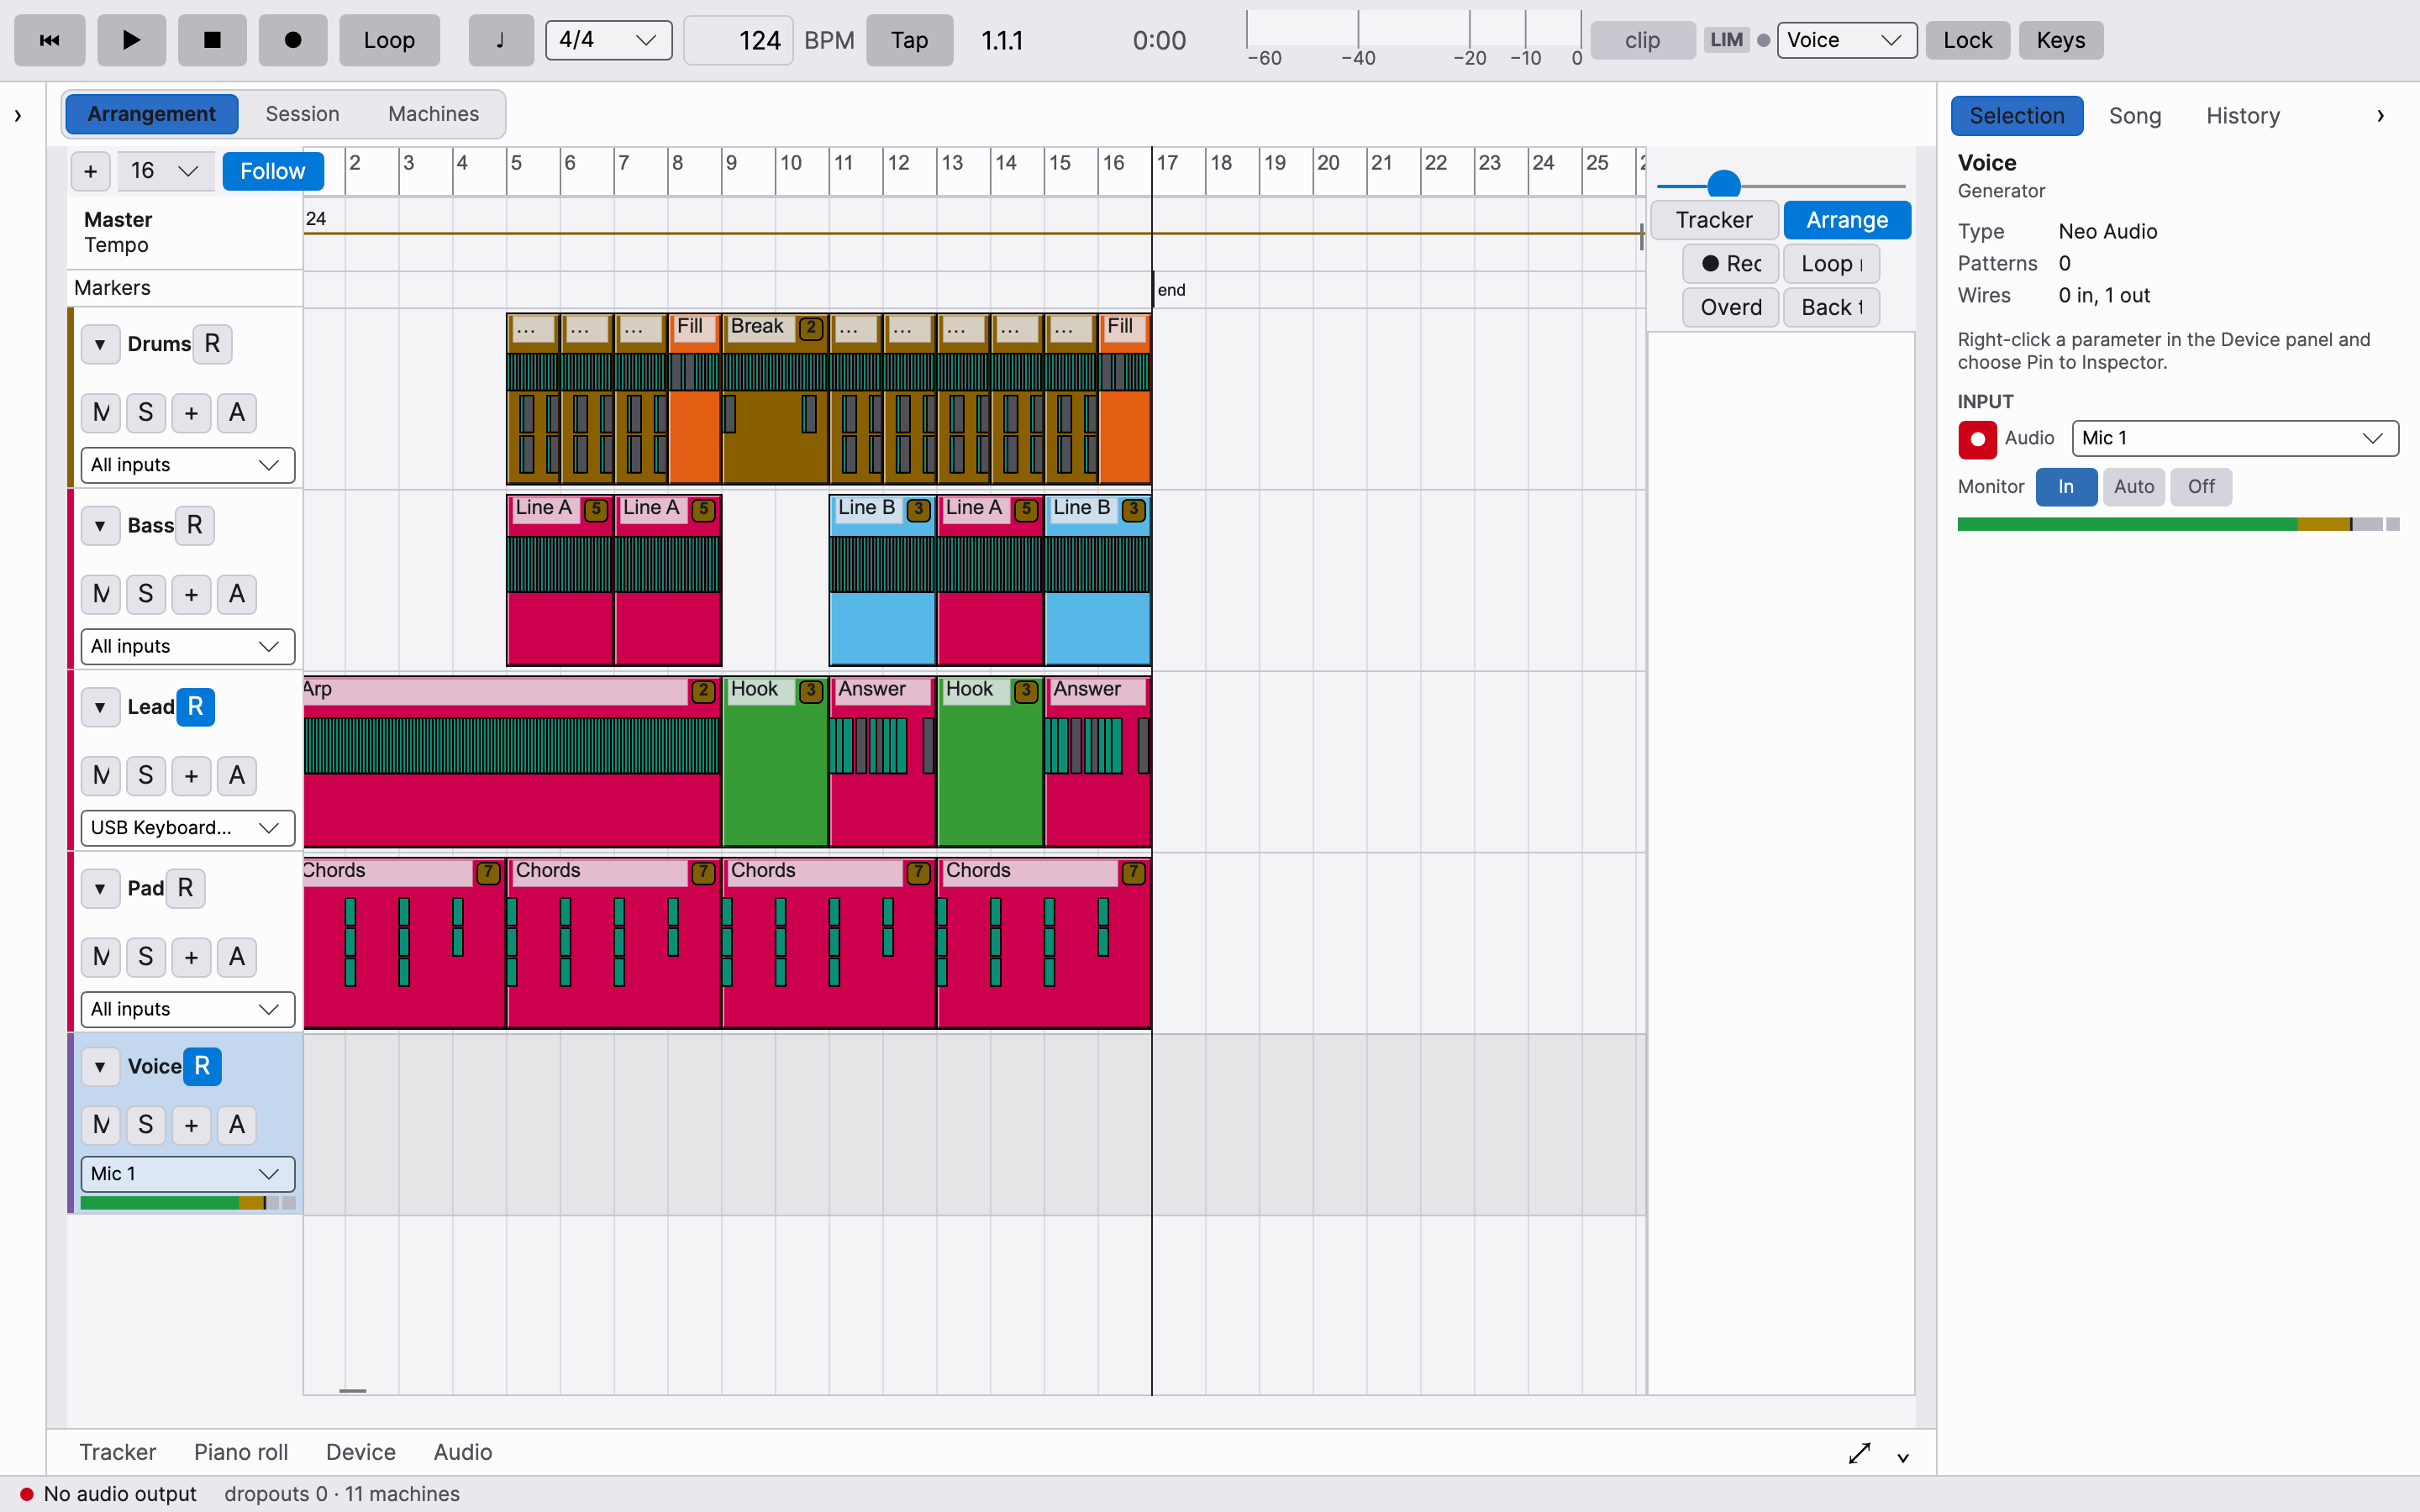 Loop
4/4
124 BPM
Tap
1.1.1
0:00
−60 −40 −20 −10 0
clip
LIM
Voice
Lock
Keys
Arrangement Session Machines
Selection Song History
16
Follow
2 3 4 5 6 7 8 9 10 11 12 13 14 15 16 17 18 19 20 21 22 23 24 25
Master
Tempo
24
Markers
end
Tracker
Arrange
Rec
Loop
Overd
Back t
Drums R
M S + A
All inputs
... ... ... Fill Break 2 ... ... ... ... ... Fill
Bass R
M S + A
All inputs
Line A 5 Line A 5 Line B 3 Line A 5 Line B 3
Lead R
M S + A
USB Keyboard...
Arp 2 Hook 3 Answer Hook 3 Answer
Pad R
M S + A
All inputs
Chords 7 Chords 7 Chords 7 Chords 7
Voice R
M S + A
Mic 1
Voice
Generator
Type Neo Audio
Patterns 0
Wires 0 in, 1 out
Right-click a parameter in the Device panel and
choose Pin to Inspector.
INPUT
Audio Mic 1
Monitor In Auto Off
Tracker Piano roll Device Audio
No audio output dropouts 0 · 11 machines